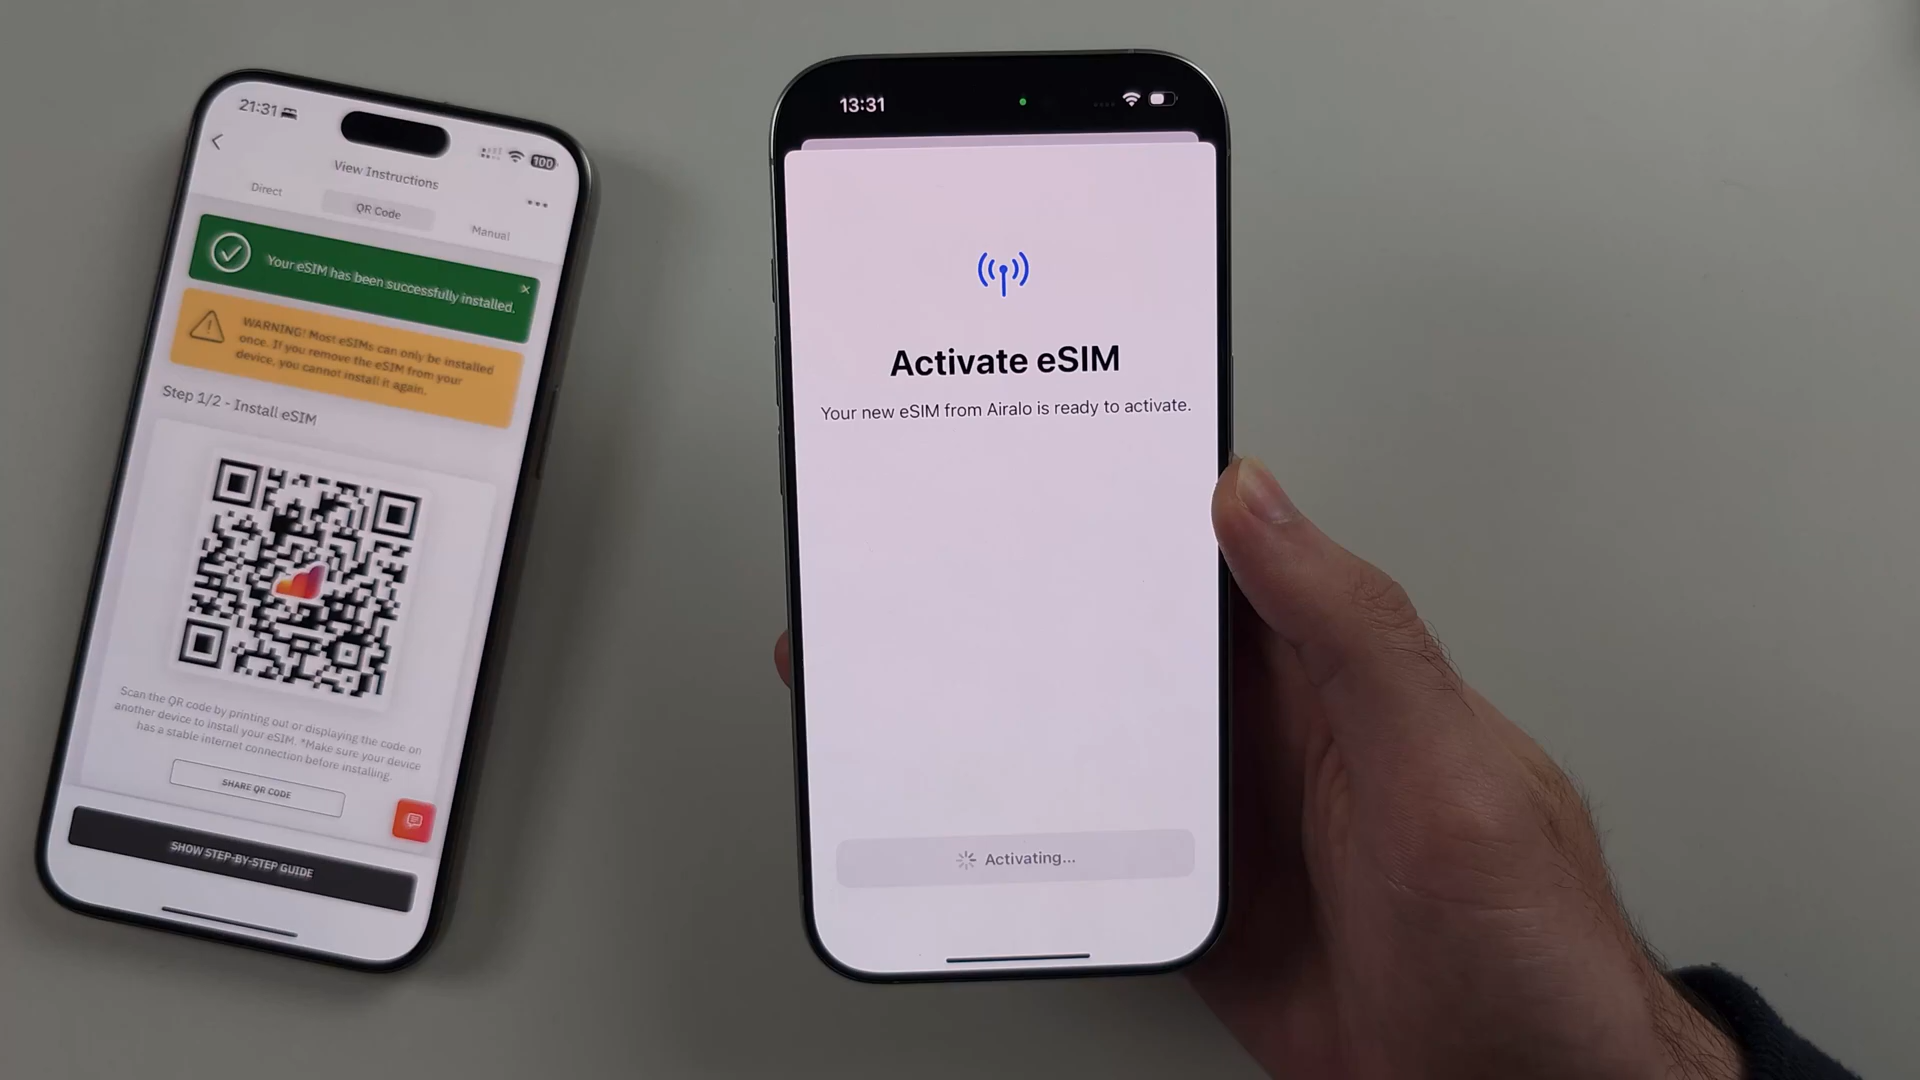 21:31
100
View Instructions
Direct
QR Code
Manual
Your eSIM has been successfully installed.
WARNING! Most eSIMs can only be installed
once. If you remove the eSIM from your
device, you cannot install it again.
Step 1/2 - Install eSIM
Scan the QR code by printing out or displaying the code on
another device to install your eSIM. *Make sure your device
has a stable internet connection before installing.
SHARE QR CODE
SHOW STEP-BY-STEP GUIDE
13:31
Activate eSIM
Your new eSIM from Airalo is ready to activate.
Activating...